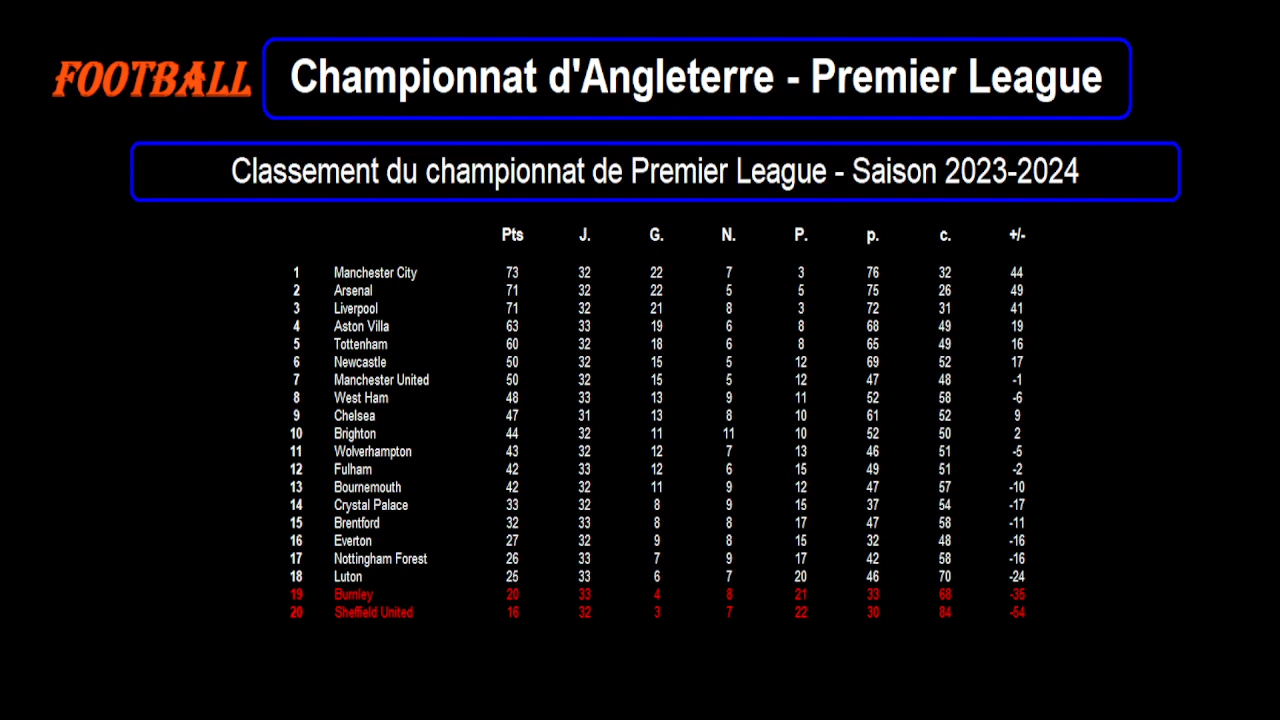 FOOTBALL Championnat d'Angleterre - Premier League
Classement du championnat de Premier League - Saison 2023-2024
Pts J. G. N. P. p. c. +/-
1 Manchester City 73 32 22 7 3 76 32 44
2 Arsenal 71 32 22 5 5 75 26 49
3 Liverpool 71 32 21 8 3 72 31 41
4 Aston Villa 63 33 19 6 8 68 49 19
5 Tottenham 60 32 18 6 8 65 49 16
6 Newcastle 50 32 15 5 12 69 52 17
7 Manchester United 50 32 15 5 12 47 48 -1
8 West Ham 48 33 13 9 11 52 58 -6
9 Chelsea 47 31 13 8 10 61 52 9
10 Brighton 44 32 11 11 10 52 50 2
11 Wolverhampton 43 32 12 7 13 46 51 -5
12 Fulham 42 33 12 6 15 49 51 -2
13 Bournemouth 42 32 11 9 12 47 57 -10
14 Crystal Palace 33 32 8 9 15 37 54 -17
15 Brentford 32 33 8 8 17 47 58 -11
16 Everton 27 32 9 8 15 32 48 -16
17 Nottingham Forest 26 33 7 9 17 42 58 -16
18 Luton 25 33 6 7 20 46 70 -24
19 Burnley 20 33 4 8 21 33 68 -35
20 Sheffield United 16 32 3 7 22 30 84 -54